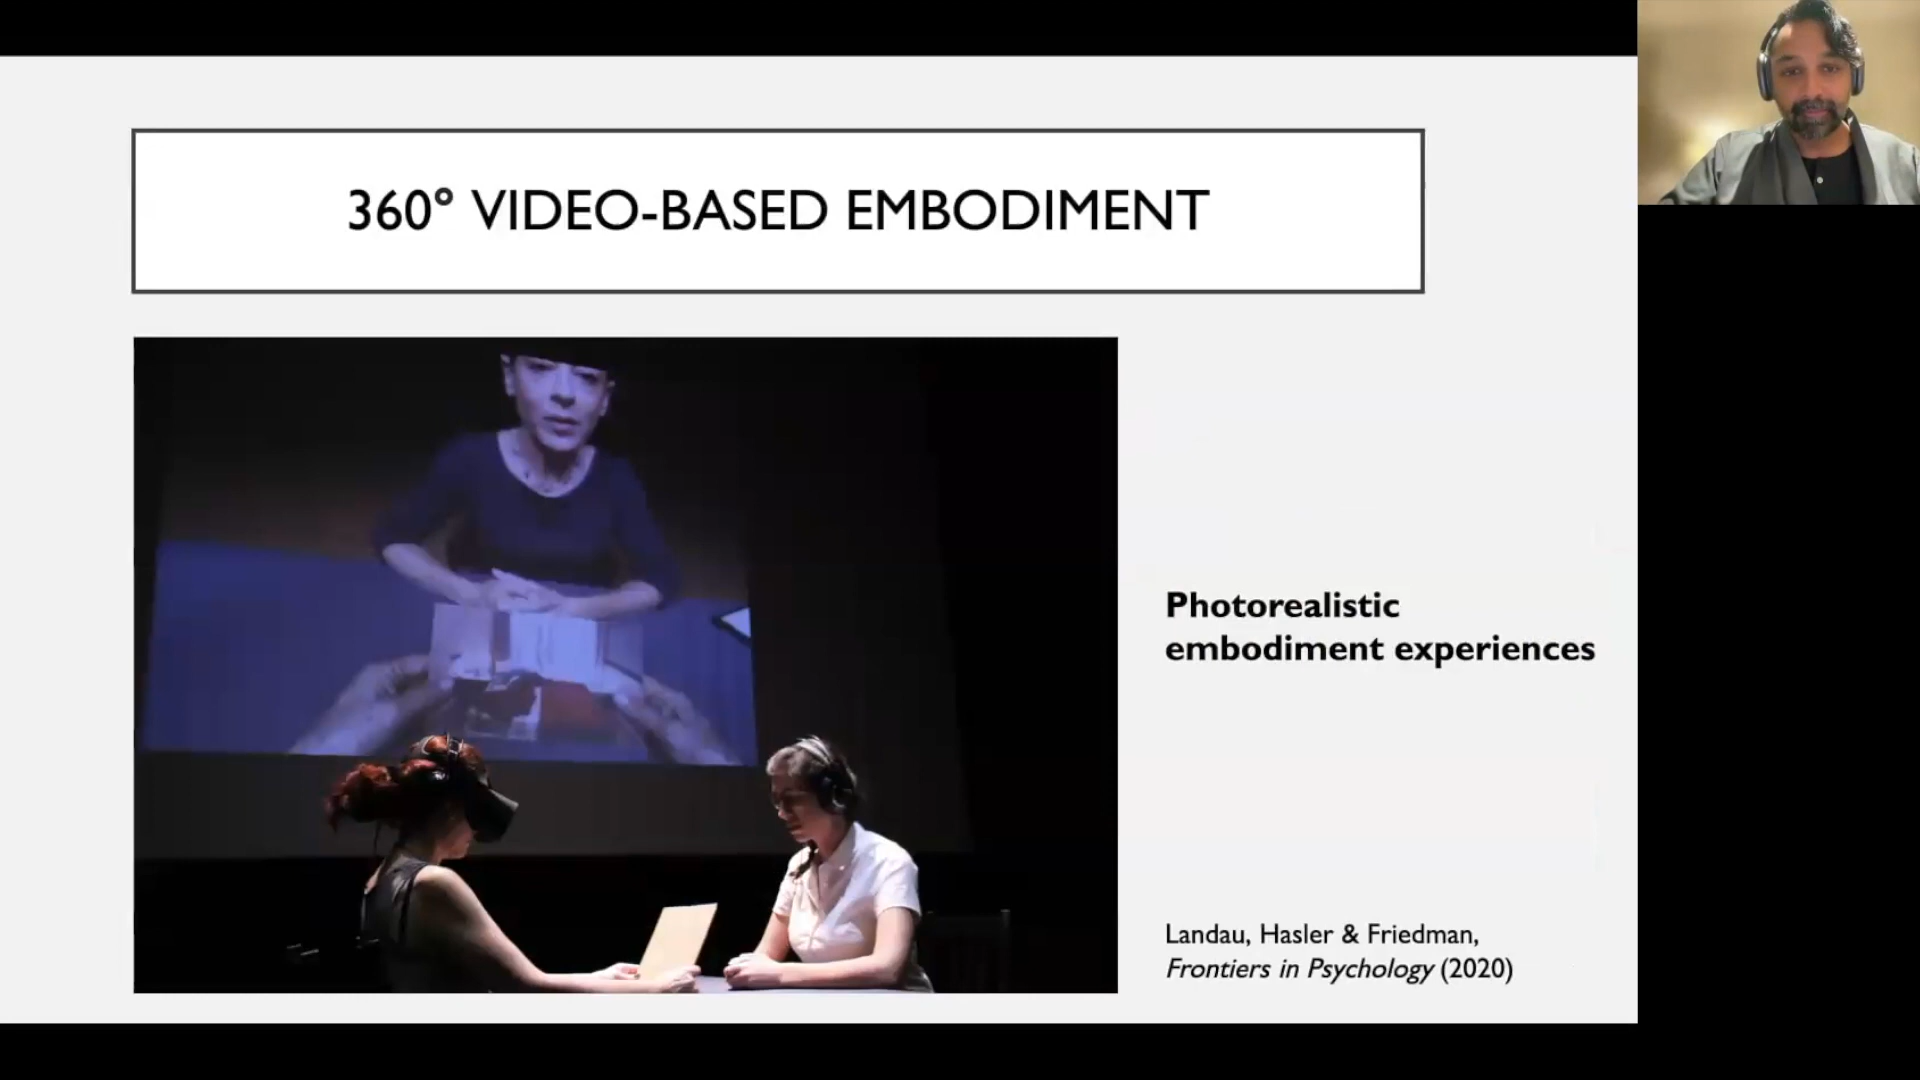 360° VIDEO-BASED EMBODIMENT
Photorealistic
embodiment experiences
Landau, Hasler & Friedman,
Frontiers in Psychology (2020)